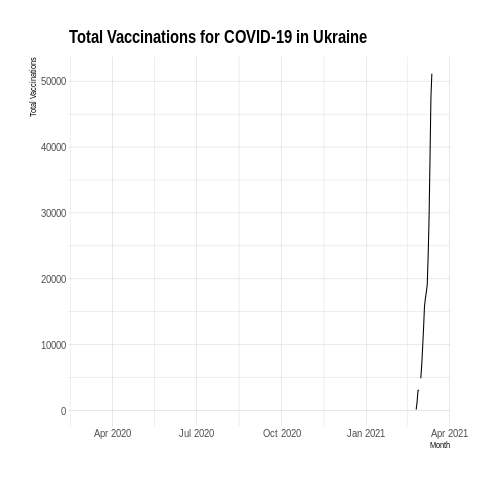 Total Vaccinations for COVID-19 in Ukraine
Total Vaccinations
50000
40000
30000
20000
10000
0
Apr 2020 Jul 2020 Oct 2020 Jan 2021 Apr 2021
Month